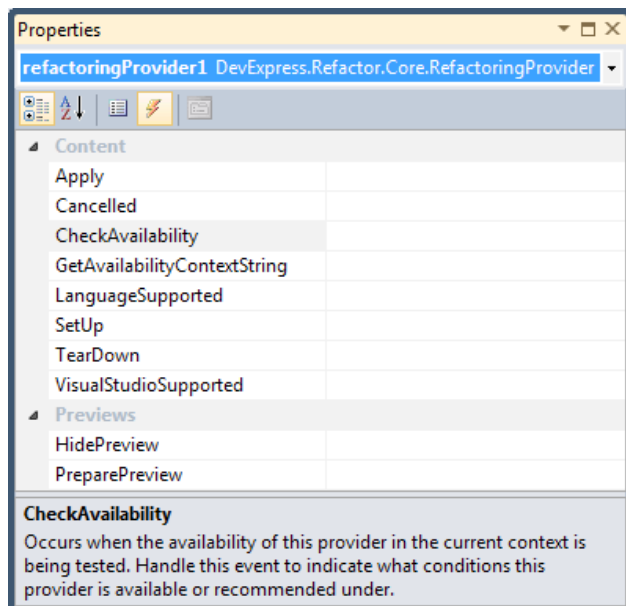 Properties
refactoringProvider1 DevExpress.Refactor.Core.RefactoringProvider
Content
Apply
Cancelled
CheckAvailability
GetAvailabilityContextString
LanguageSupported
SetUp
TearDown
VisualStudioSupported
Previews
HidePreview
PreparePreview
CheckAvailability
Occurs when the availability of this provider in the current context is
being tested. Handle this event to indicate what conditions this
provider is available or recommended under.